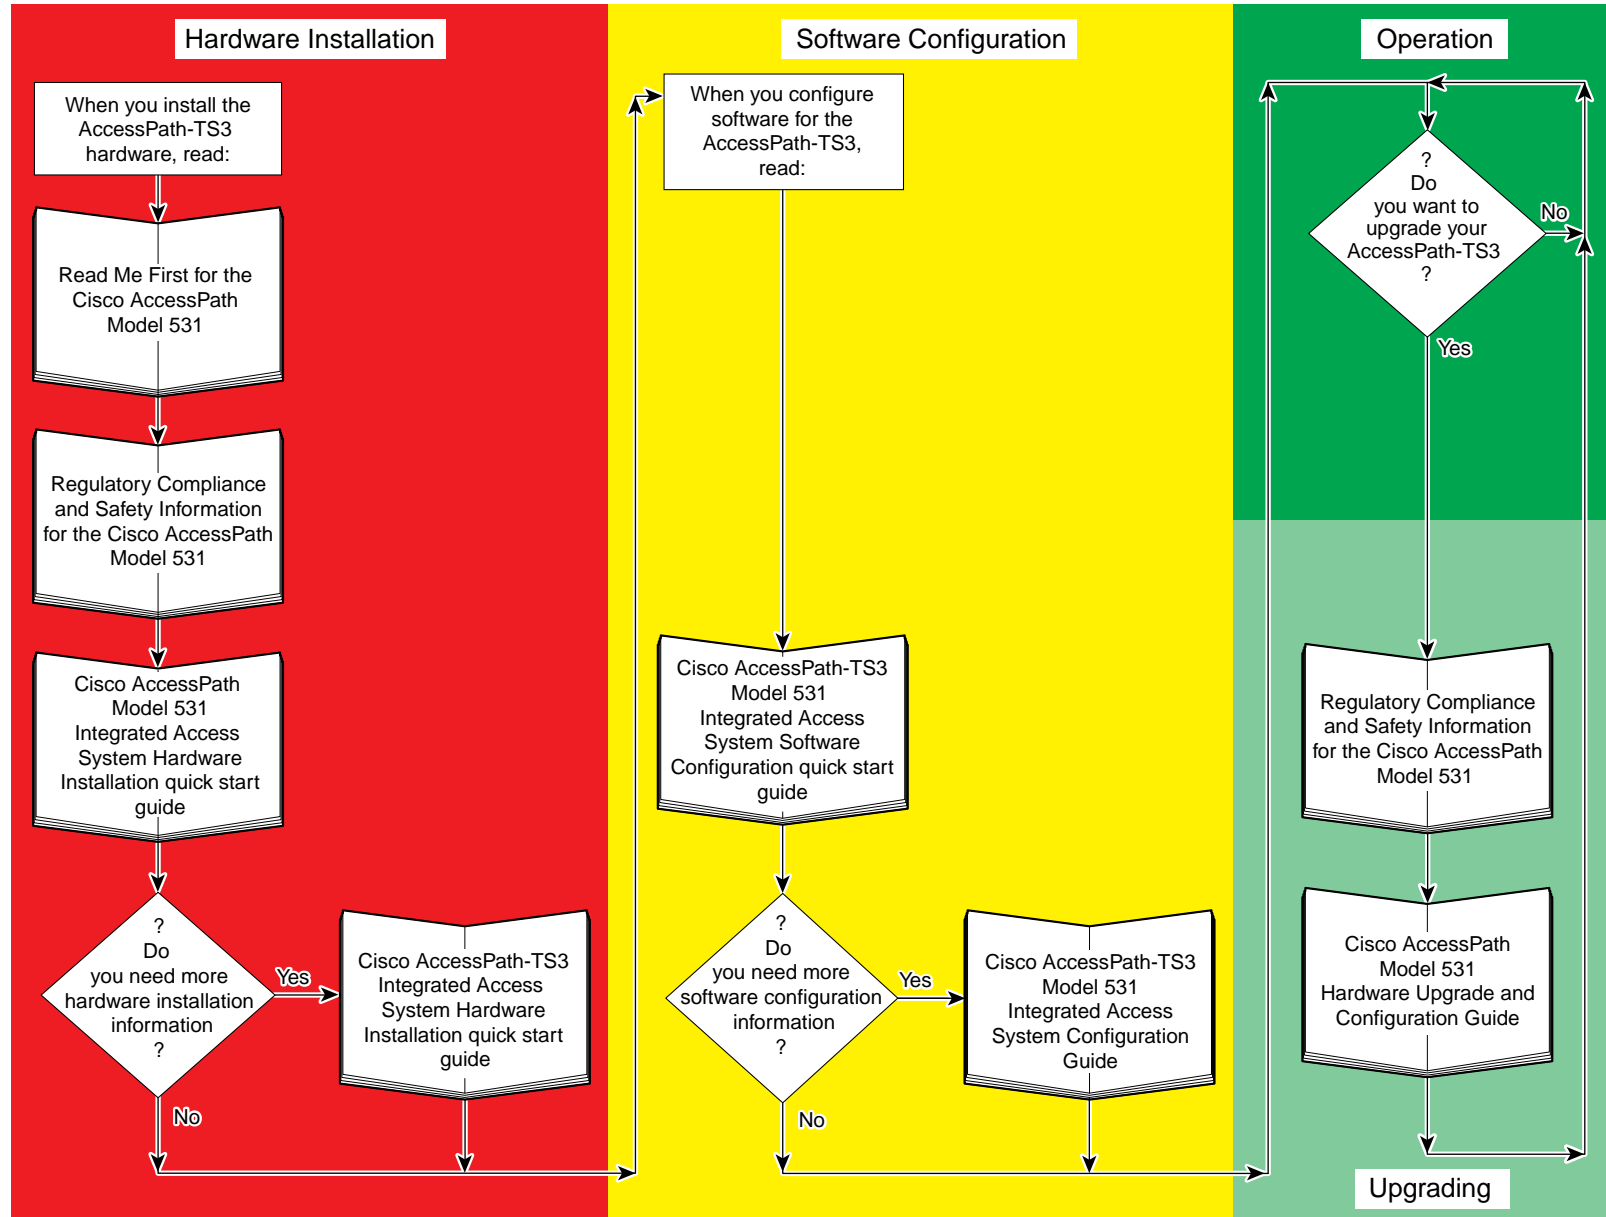 Hardware Installation
When you install the
AccessPath-TS3
hardware, read:
Read Me First for the
Cisco AccessPath
Model 531
Regulatory Compliance
and Safety Information
for the Cisco AccessPath
Model 531
Cisco AccessPath
Model 531
Integrated Access
System Hardware
Installation quick start
guide
?
Do
you need more
hardware installation
information
?
Yes
No
Cisco AccessPath-TS3
Integrated Access
System Hardware
Installation quick start
guide
Software Configuration
When you configure
software for the
AccessPath-TS3,
read:
Cisco AccessPath-TS3
Model 531
Integrated Access
System Software
Configuration quick start
guide
?
Do
you need more
software configuration
information
?
Yes
No
Cisco AccessPath-TS3
Model 531
Integrated Access
System Configuration
Guide
Operation
?
Do
you want to
upgrade your
AccessPath-TS3
?
No
Yes
Regulatory Compliance
and Safety Information
for the Cisco AccessPath
Model 531
Cisco AccessPath
Model 531
Hardware Upgrade and
Configuration Guide
Upgrading